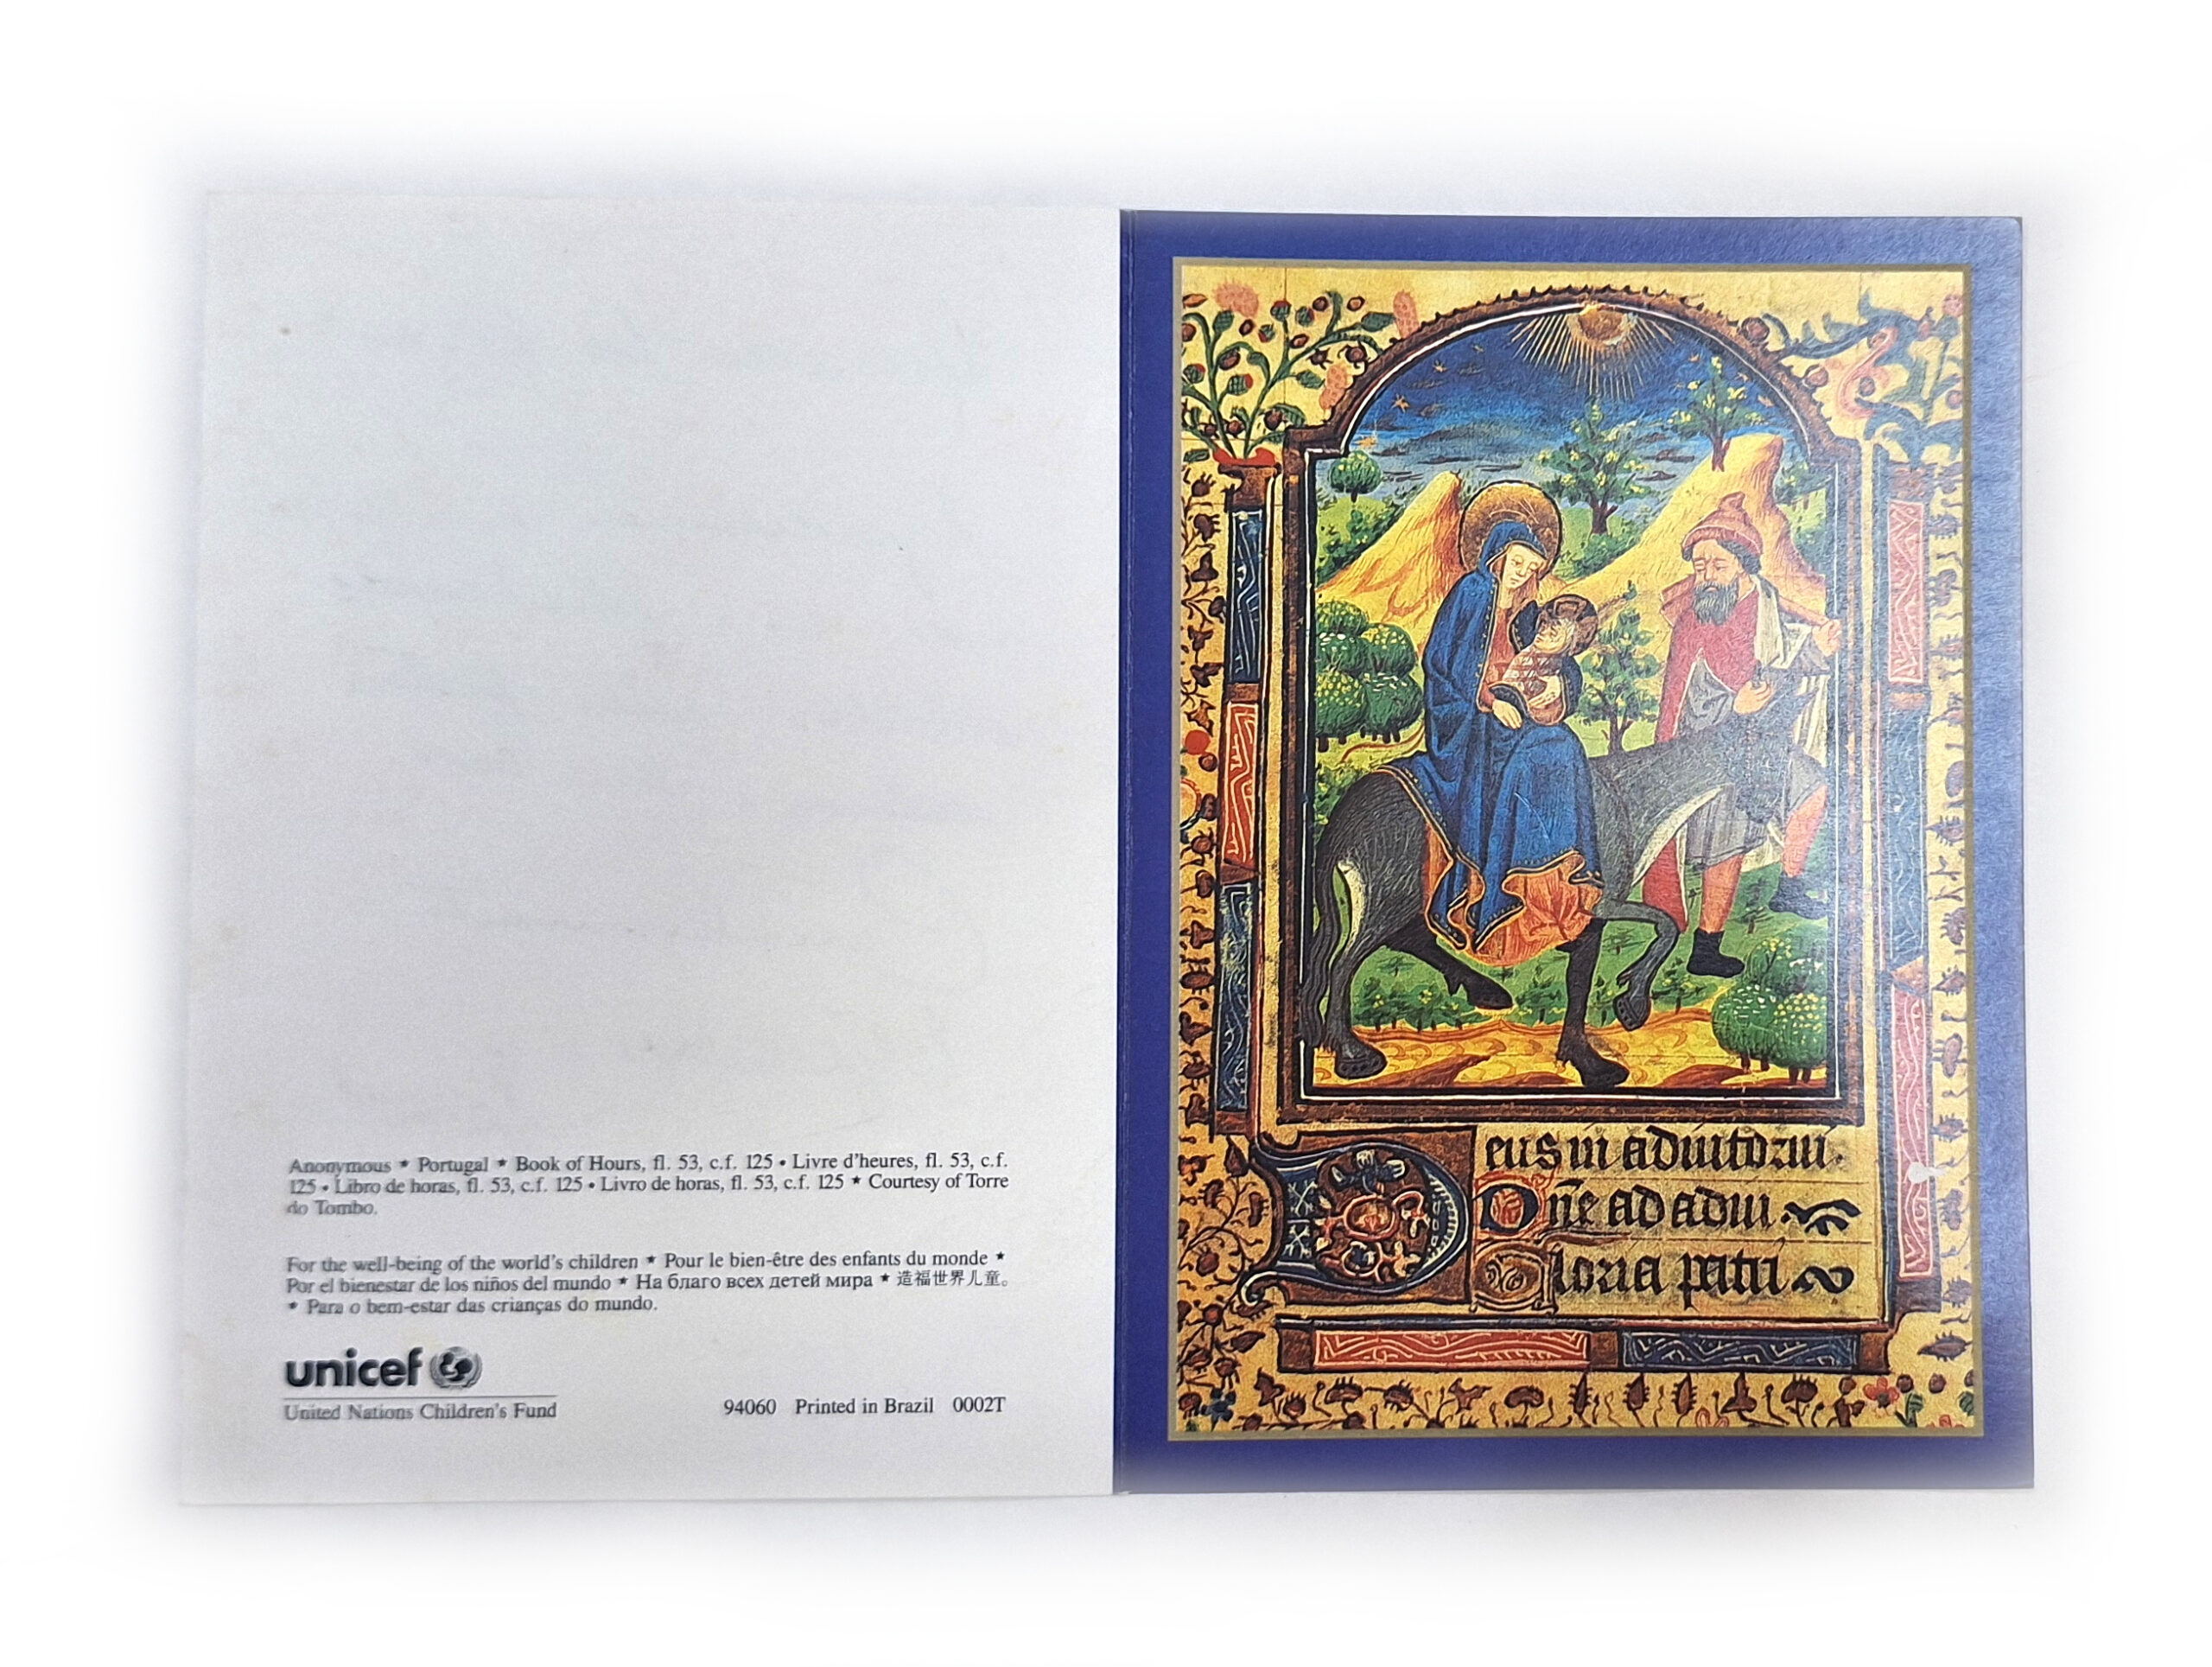 Anonymous ★ Portugal ★ Book of Hours, fl. 53, c.f. 125 • Livre d'heures, fl. 53, c.f.
125 • Libro de horas, fl. 53, c.f. 125 • Livro de horas, fl. 53, c.f. 125 ★ Courtesy of Torre
do Tombo.
For the well-being of the world's children ★ Pour le bien-être des enfants du monde ★
Por el bienestar de los niños del mundo ★ На благо всех детей мира ★ 造福世界儿童。
★ Para o bem-estar das crianças do mundo.
unicef
United Nations Children's Fund
94060 Printed in Brazil 0002T
Deus in adiutoriu.
Dñe ad adiu.
Gloria patri